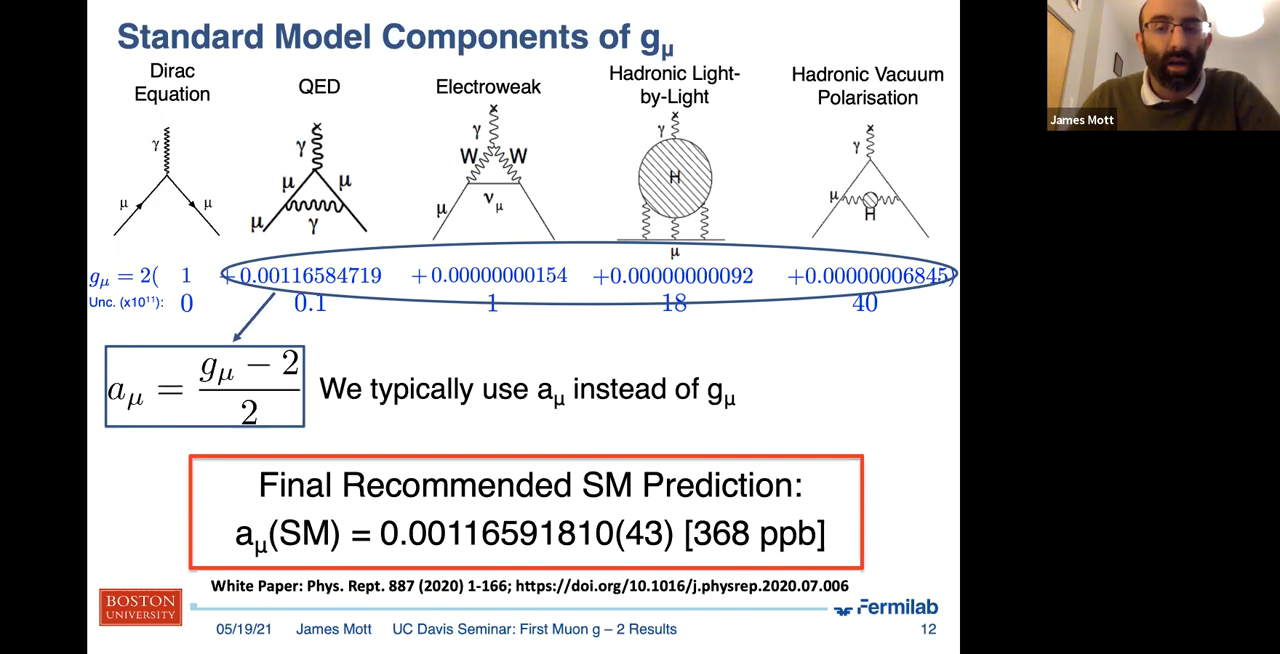 Standard Model Components of gμ
Dirac
Equation
QED
Electroweak
Hadronic Light-
by-Light
Hadronic Vacuum
Polarisation
γ
μ
μ
γ
μ
μ
μ
γ
γ
W
W
μ
νμ
γ
H
μ
γ
μ
H
gμ = 2( 1 +0.00116584719 +0.00000000154 +0.00000000092 +0.00000006845)
Unc. (x10¹¹): 0 0.1 1 18 40
aμ = (gμ − 2)/2
We typically use aμ instead of gμ
Final Recommended SM Prediction:
aμ(SM) = 0.00116591810(43) [368 ppb]
White Paper: Phys. Rept. 887 (2020) 1-166; https://doi.org/10.1016/j.physrep.2020.07.006
BOSTON
UNIVERSITY
Fermilab
05/19/21 James Mott UC Davis Seminar: First Muon g – 2 Results 12
James Mott